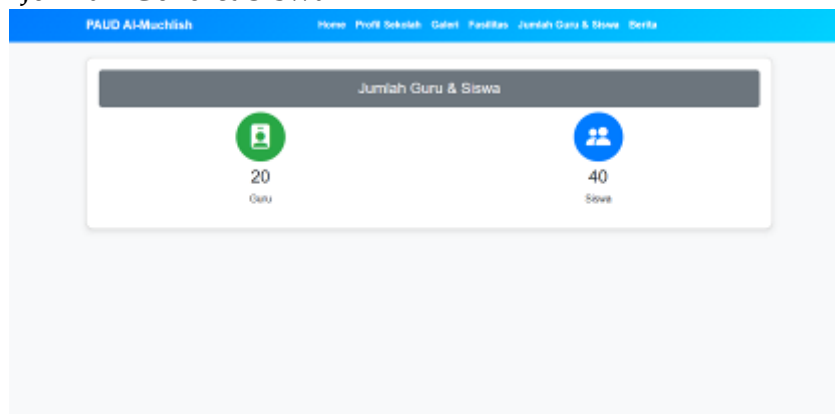 PAUD Al-Muchlish
Home Profil Sekolah Galeri Fasilitas Jumlah Guru & Siswa Berita
Jumlah Guru & Siswa
20
40
Guru
Siswa